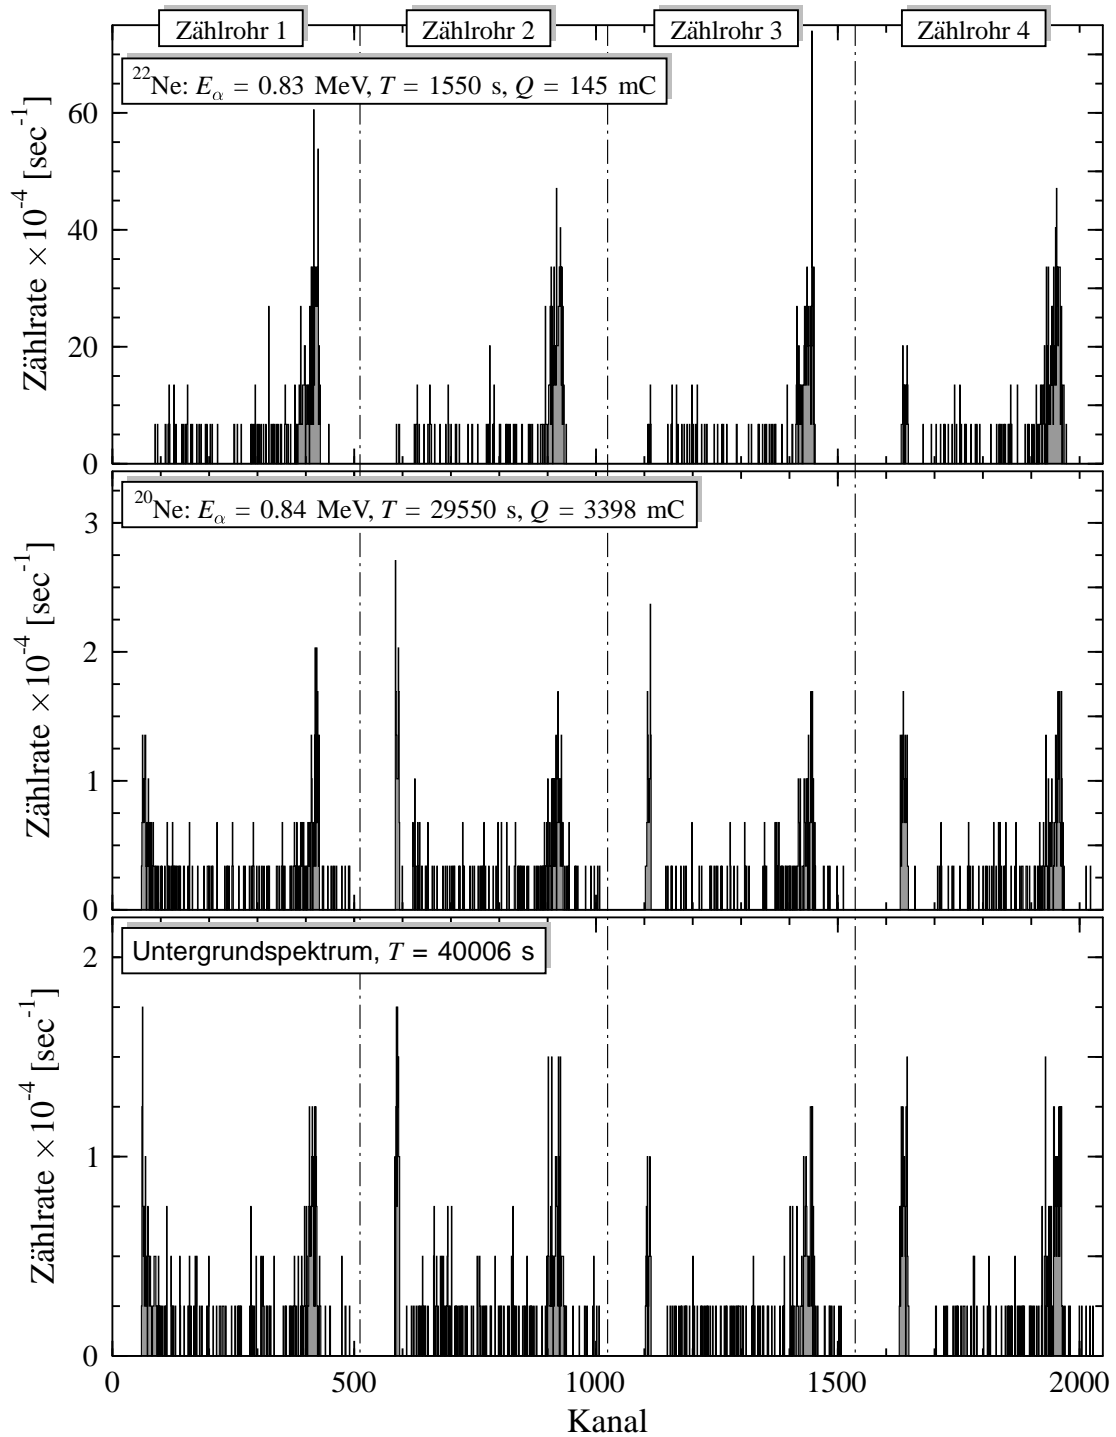 Zählrohr 1 Zählrohr 2 Zählrohr 3 Zählrohr 4
²²Ne: Eα = 0.83 MeV, T = 1550 s, Q = 145 mC
60
40
20
0
Zählrate ×10⁻⁴ [sec⁻¹]
²⁰Ne: Eα = 0.84 MeV, T = 29550 s, Q = 3398 mC
3
2
1
0
Zählrate ×10⁻⁴ [sec⁻¹]
Untergrundspektrum, T = 40006 s
2
1
0
Zählrate ×10⁻⁴ [sec⁻¹]
0 500 1000 1500 2000
Kanal